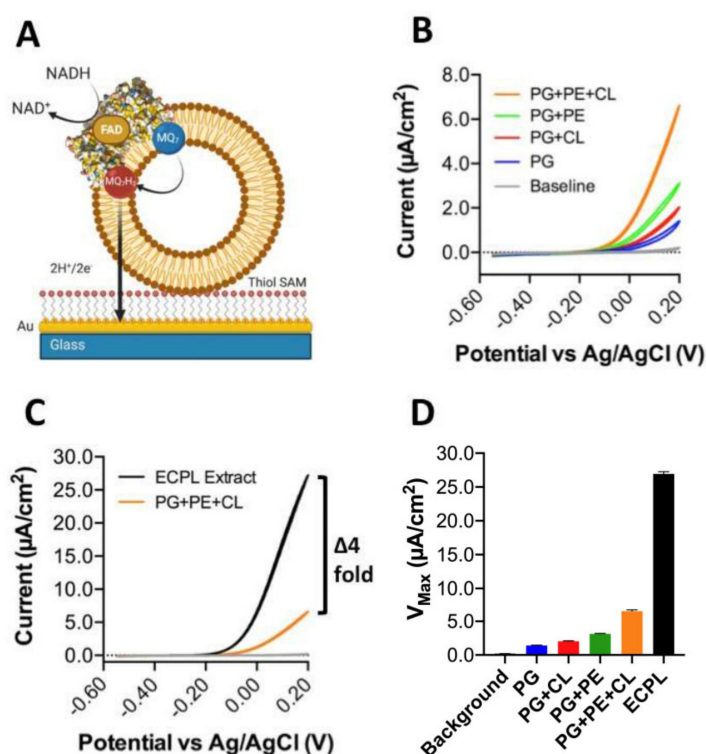 A
NADH
NAD+
FAD
MQ7
MQ7H2
2H+/2e-
Thiol SAM
Au
Glass
B
8.0
6.0
4.0
2.0
0.0
Current (µA/cm²)
PG+PE+CL
PG+PE
PG+CL
PG
Baseline
-0.60
-0.40
-0.20
0.00
0.20
Potential vs Ag/AgCl (V)
C
30.0
25.0
20.0
15.0
10.0
5.0
0.0
Current (µA/cm²)
ECPL Extract
PG+PE+CL
Δ4
fold
-0.60
-0.40
-0.20
0.00
0.20
Potential vs Ag/AgCl (V)
D
30.0
25.0
20.0
15.0
10.0
5.0
0.0
VMax (µA/cm²)
Background
PG
PG+CL
PG+PE
PG+PE+CL
ECPL